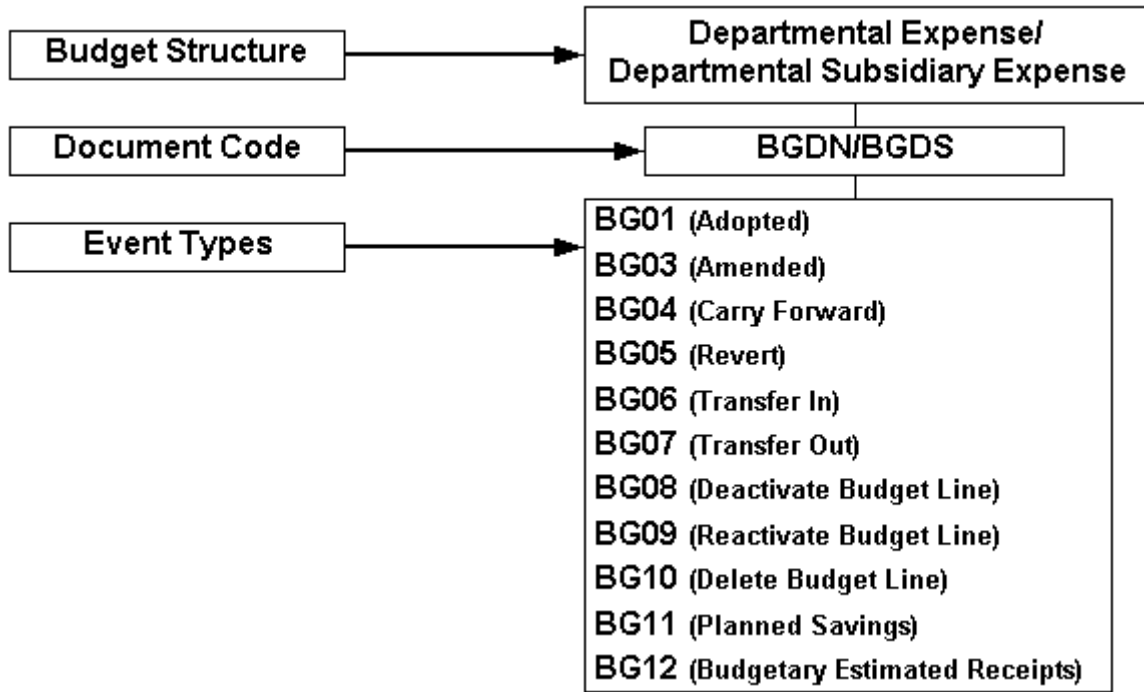 Budget Structure
Departmental Expense/
Departmental Subsidiary Expense
Document Code
BGDN/BGDS
Event Types
BG01 (Adopted)
BG03 (Amended)
BG04 (Carry Forward)
BG05 (Revert)
BG06 (Transfer In)
BG07 (Transfer Out)
BG08 (Deactivate Budget Line)
BG09 (Reactivate Budget Line)
BG10 (Delete Budget Line)
BG11 (Planned Savings)
BG12 (Budgetary Estimated Receipts)